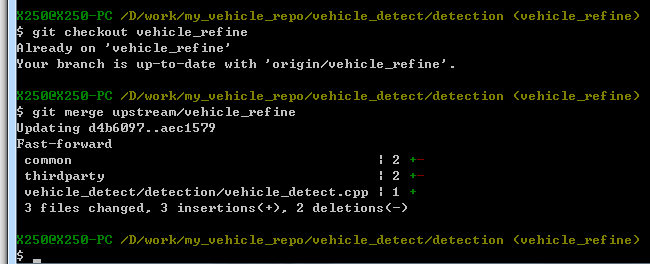 X250@X250-PC /D/work/my_vehicle_repo/vehicle_detect/detection (vehicle_refine)
$ git checkout vehicle_refine
Already on 'vehicle_refine'
Your branch is up-to-date with 'origin/vehicle_refine'.
X250@X250-PC /D/work/my_vehicle_repo/vehicle_detect/detection (vehicle_refine)
$ git merge upstream/vehicle_refine
Updating d4b6097..aec1579
Fast-forward
 common                                  | 2 +-
 thirdparty                              | 2 +-
 vehicle_detect/detection/vehicle_detect.cpp | 1 +
 3 files changed, 3 insertions(+), 2 deletions(-)
X250@X250-PC /D/work/my_vehicle_repo/vehicle_detect/detection (vehicle_refine)
$